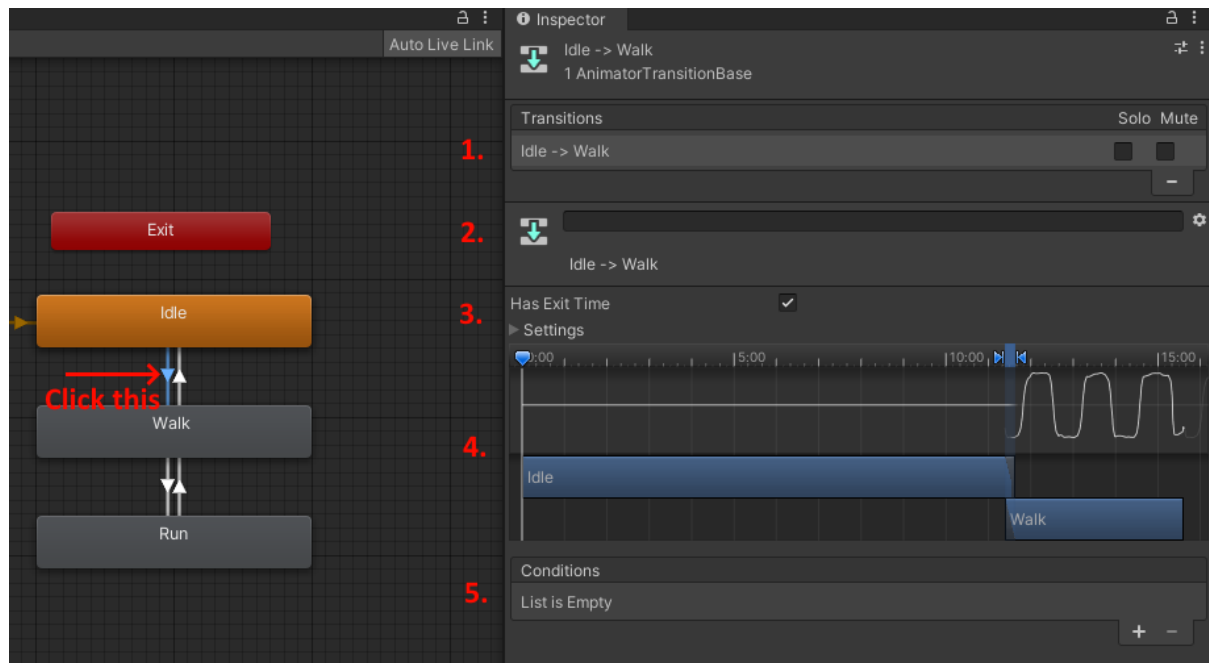 Auto Live Link
Exit
Idle
Click this
Walk
Run
Inspector
Idle -> Walk
1 AnimatorTransitionBase
Transitions Solo Mute
1. Idle -> Walk
2.
Idle -> Walk
3. Has Exit Time
Settings
0:00 5:00 10:00 15:00
4.
Idle
Walk
Conditions
5. List is Empty